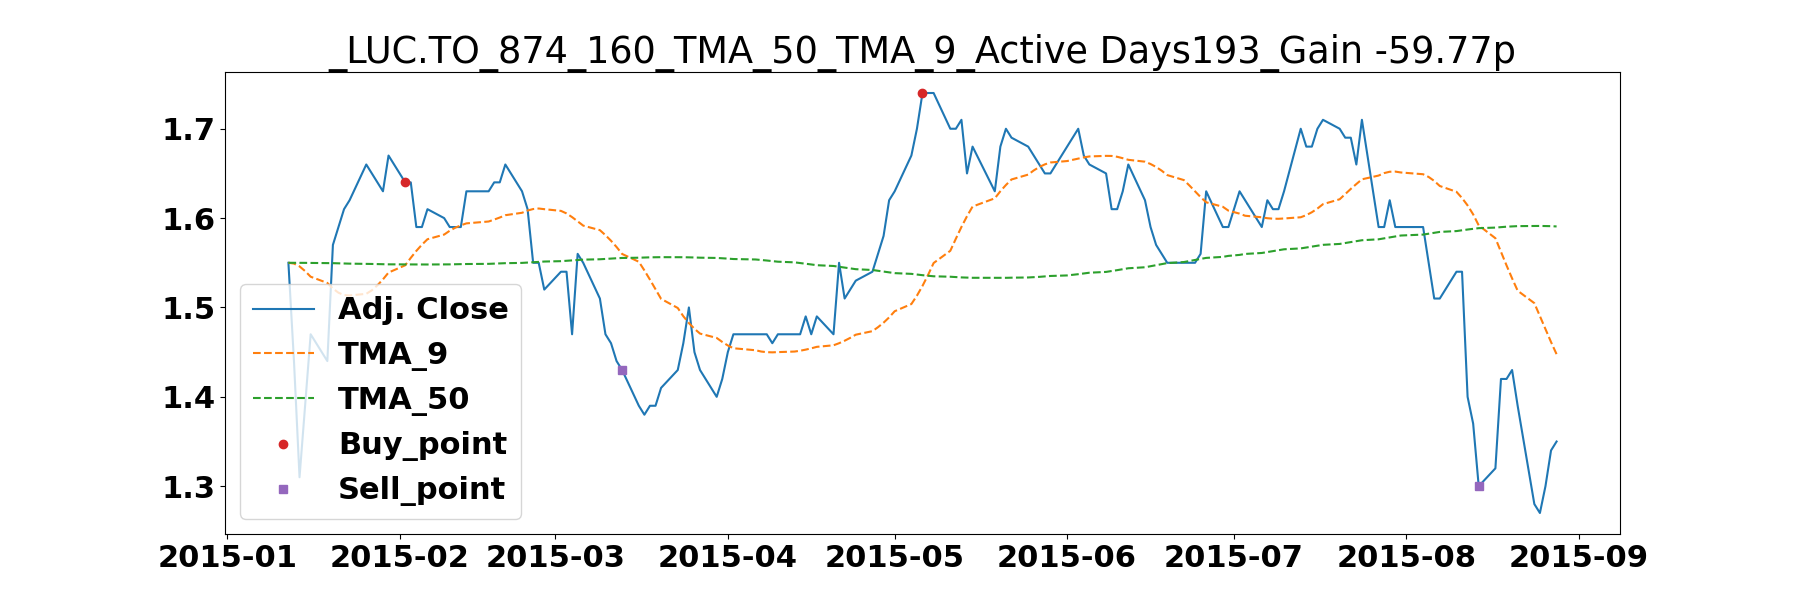 _LUC.TO_874_160_TMA_50_TMA_9_Active Days193_Gain -59.77p
1.7
1.6
1.5
1.4
1.3
Adj. Close
TMA_9
TMA_50
Buy_point
Sell_point
2015-01 2015-02 2015-03 2015-04 2015-05 2015-06 2015-07 2015-08 2015-09